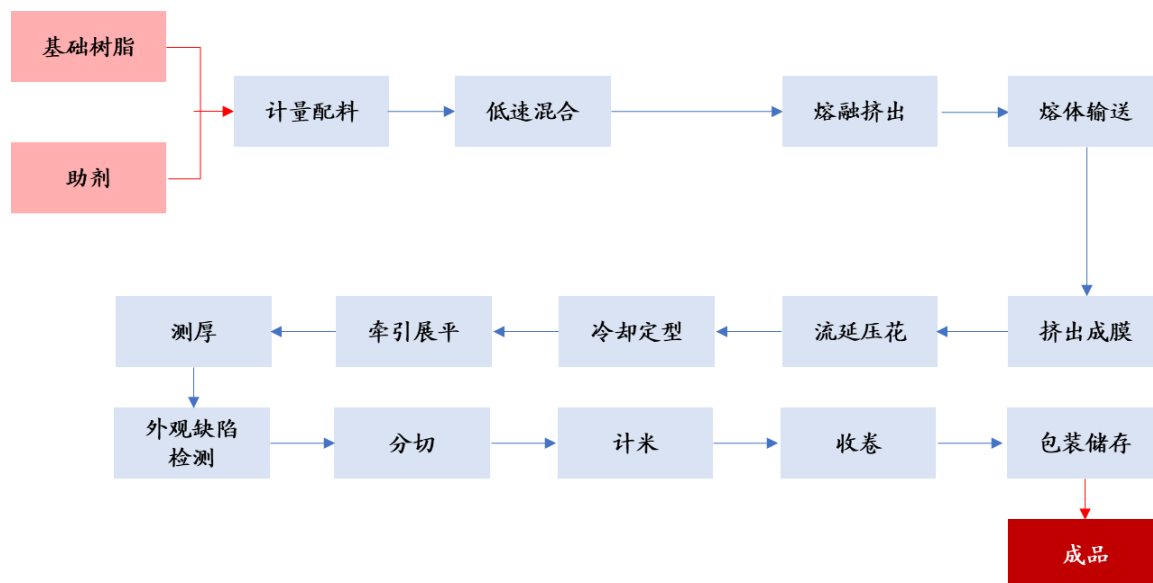 基础树脂
助剂
计量配料
低速混合
熔融挤出
熔体输送
挤出成膜
流延压花
冷却定型
牵引展平
测厚
外观缺陷
检测
分切
计米
收卷
包装储存
成品